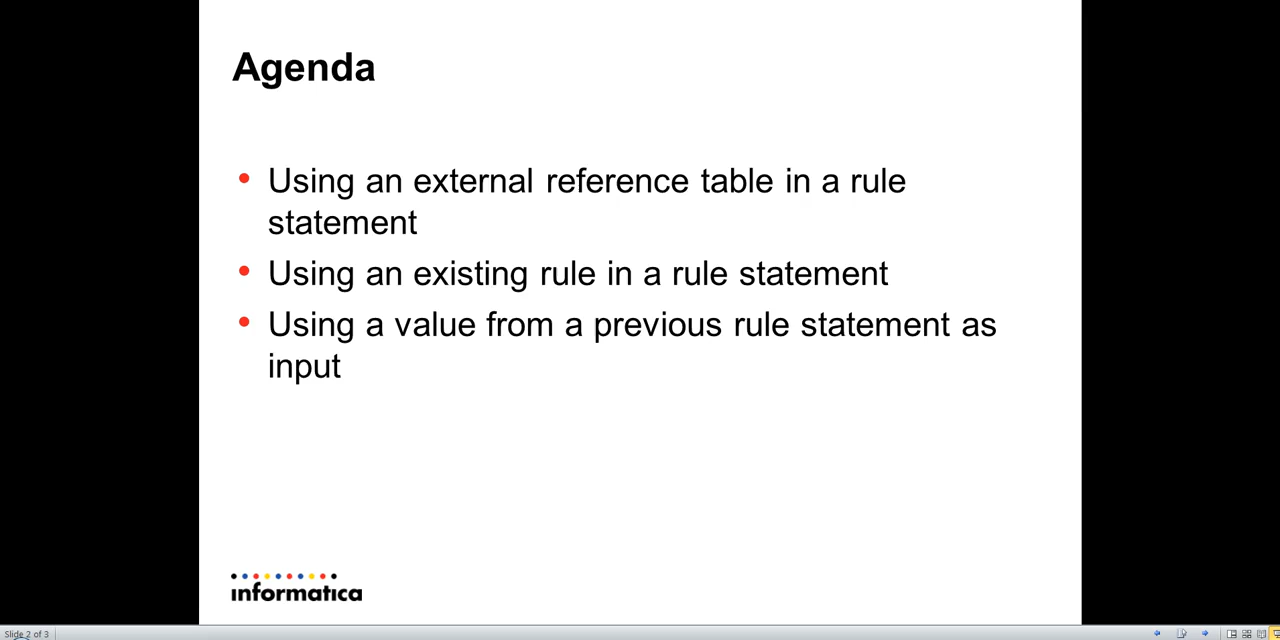 Agenda
• Using an external reference table in a rule
statement
• Using an existing rule in a rule statement
• Using a value from a previous rule statement as
input
informatica
Slide 2 of 3